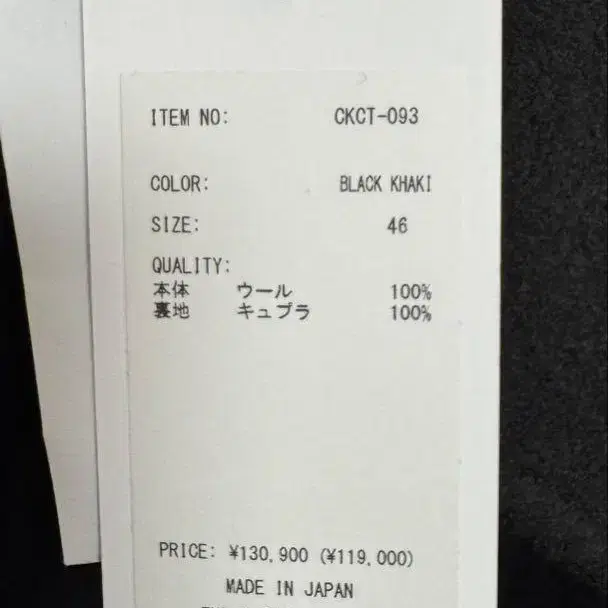 ITEM NO: CKCT-093
COLOR: BLACK KHAKI
SIZE: 46
QUALITY:
本体 ウール 100%
裏地 キュプラ 100%
PRICE: ¥130,900 (¥119,000)
MADE IN JAPAN